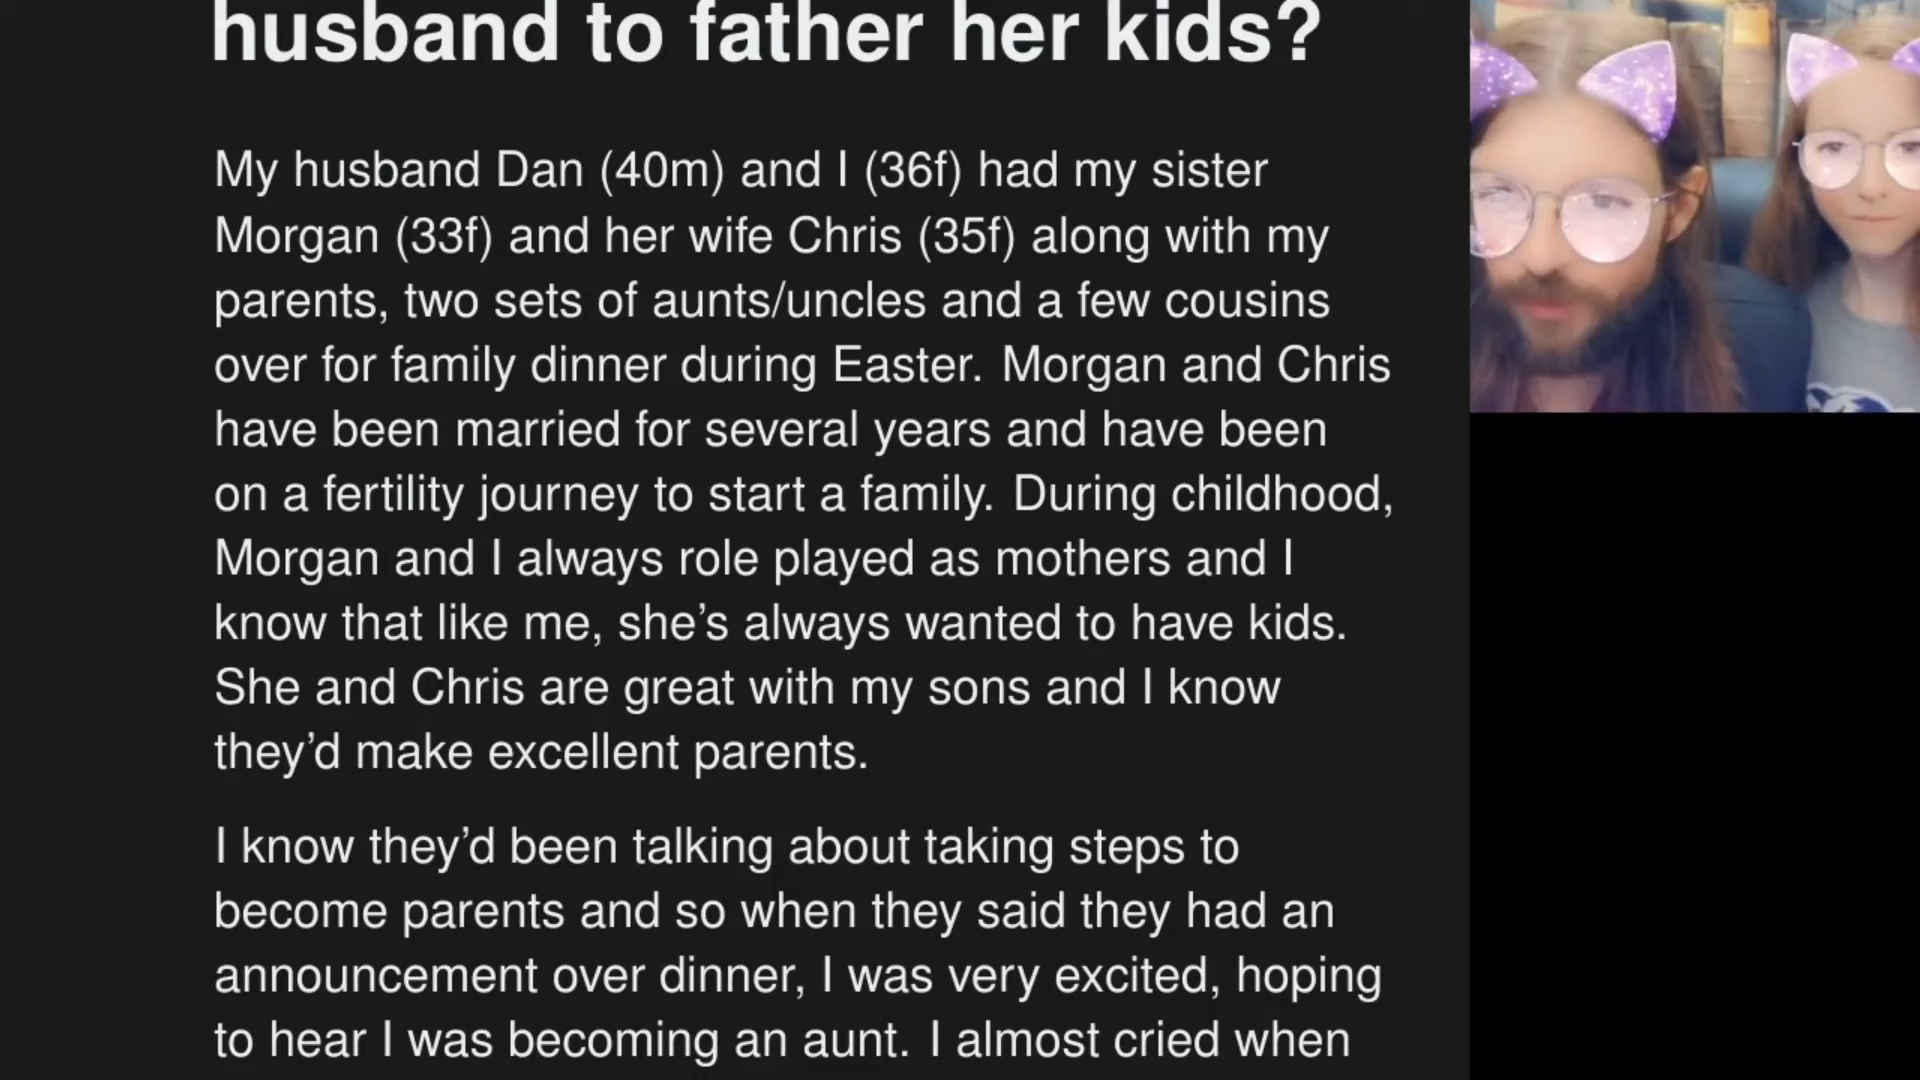 husband to father her kids?
My husband Dan (40m) and I (36f) had my sister
Morgan (33f) and her wife Chris (35f) along with my
parents, two sets of aunts/uncles and a few cousins
over for family dinner during Easter. Morgan and Chris
have been married for several years and have been
on a fertility journey to start a family. During childhood,
Morgan and I always role played as mothers and I
know that like me, she’s always wanted to have kids.
She and Chris are great with my sons and I know
they’d make excellent parents.
I know they’d been talking about taking steps to
become parents and so when they said they had an
announcement over dinner, I was very excited, hoping
to hear I was becoming an aunt. I almost cried when